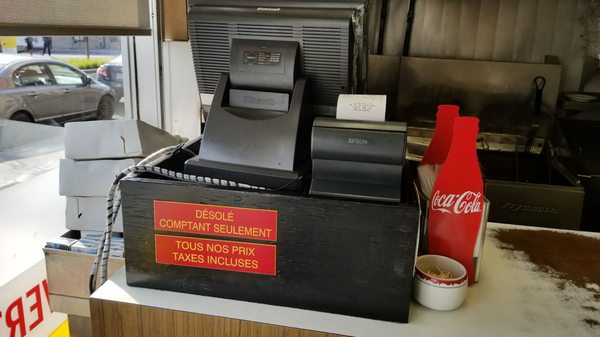 EPSON
Coca-Cola
DÉSOLÉ
COMPTANT SEULEMENT
TOUS NOS PRIX
TAXES INCLUSES
Frymaster